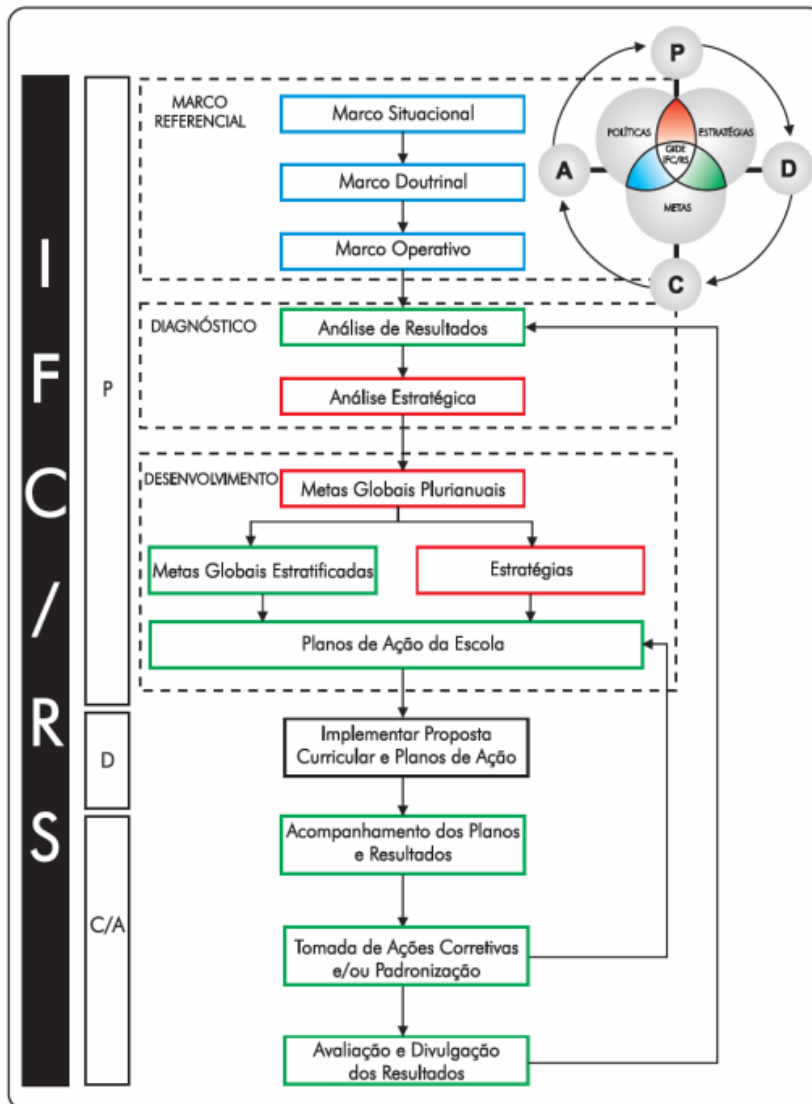 I
F
C
/
R
S
P
D
C/A
MARCO
REFERENCIAL
Marco Situacional
Marco Doutrinal
Marco Operativo
P
POLÍTICAS
ESTRATÉGIAS
GIDE
IFC/RS
A
D
METAS
C
DIAGNÓSTICO
Análise de Resultados
Análise Estratégica
DESENVOLVIMENTO
Metas Globais Plurianuais
Metas Globais Estratificadas
Estratégias
Planos de Ação da Escola
Implementar Proposta
Curricular e Planos de Ação
Acompanhamento dos Planos
e Resultados
Tomada de Ações Corretivas
e/ou Padronização
Avaliação e Divulgação
dos Resultados